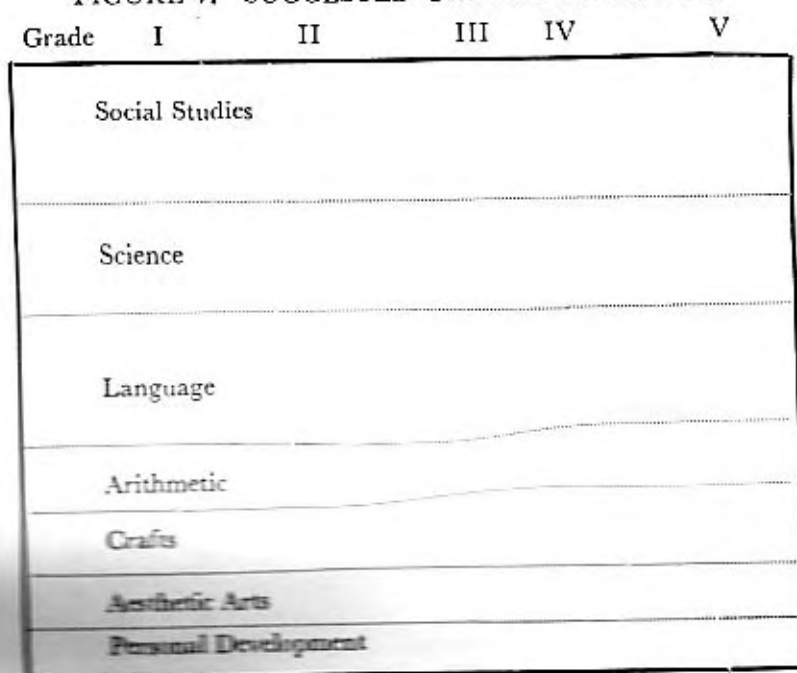 FIGURE 7. SUGGESTED
Grade I II III IV V
Social Studies
Science
Language
Arithmetic
Crafts
Aesthetic Arts
Personal Development